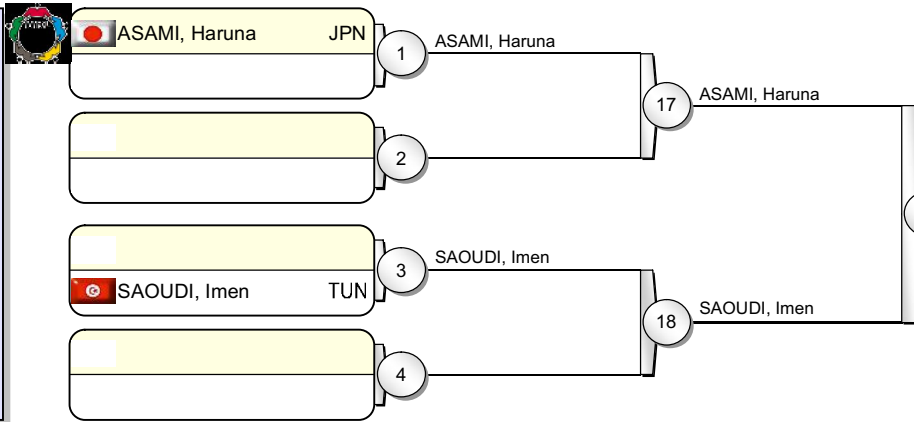 ASAMI, Haruna JPN
1
ASAMI, Haruna
17
ASAMI, Haruna
2
3
SAOUDI, Imen
SAOUDI, Imen TUN
18
SAOUDI, Imen
4